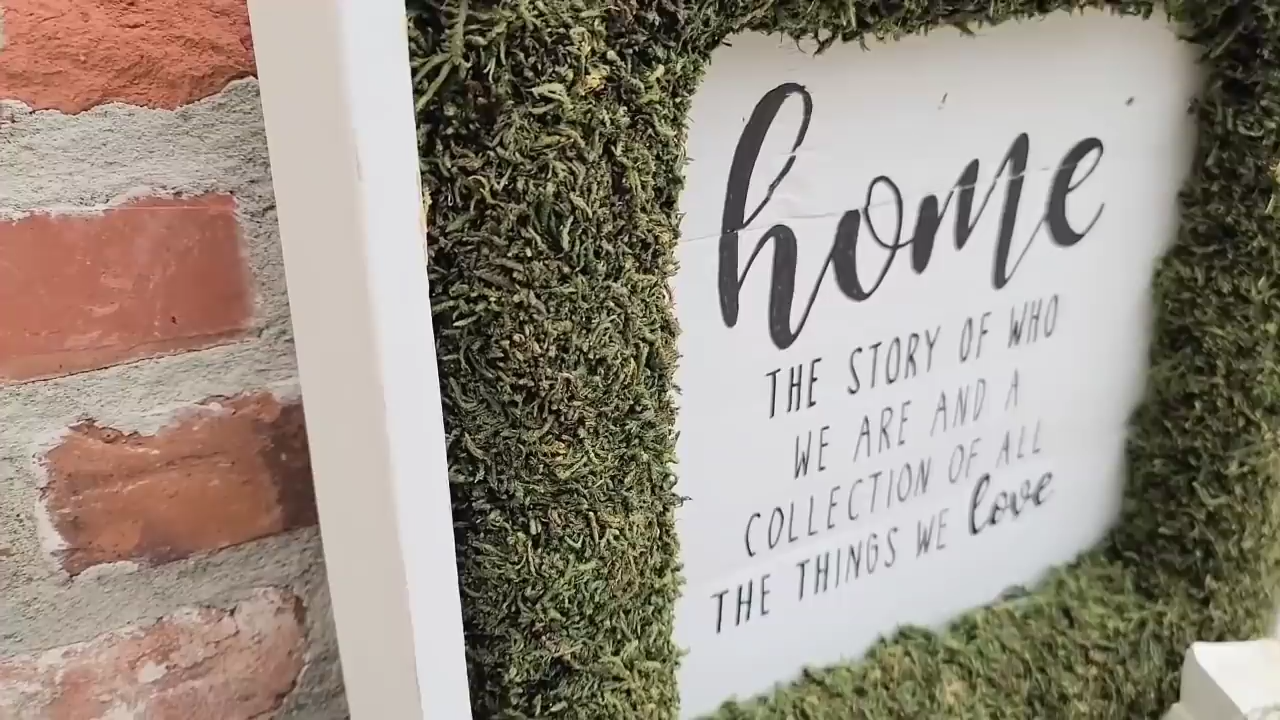 home
THE STORY OF WHO
WE ARE AND A
COLLECTION OF ALL
THE THINGS WE love